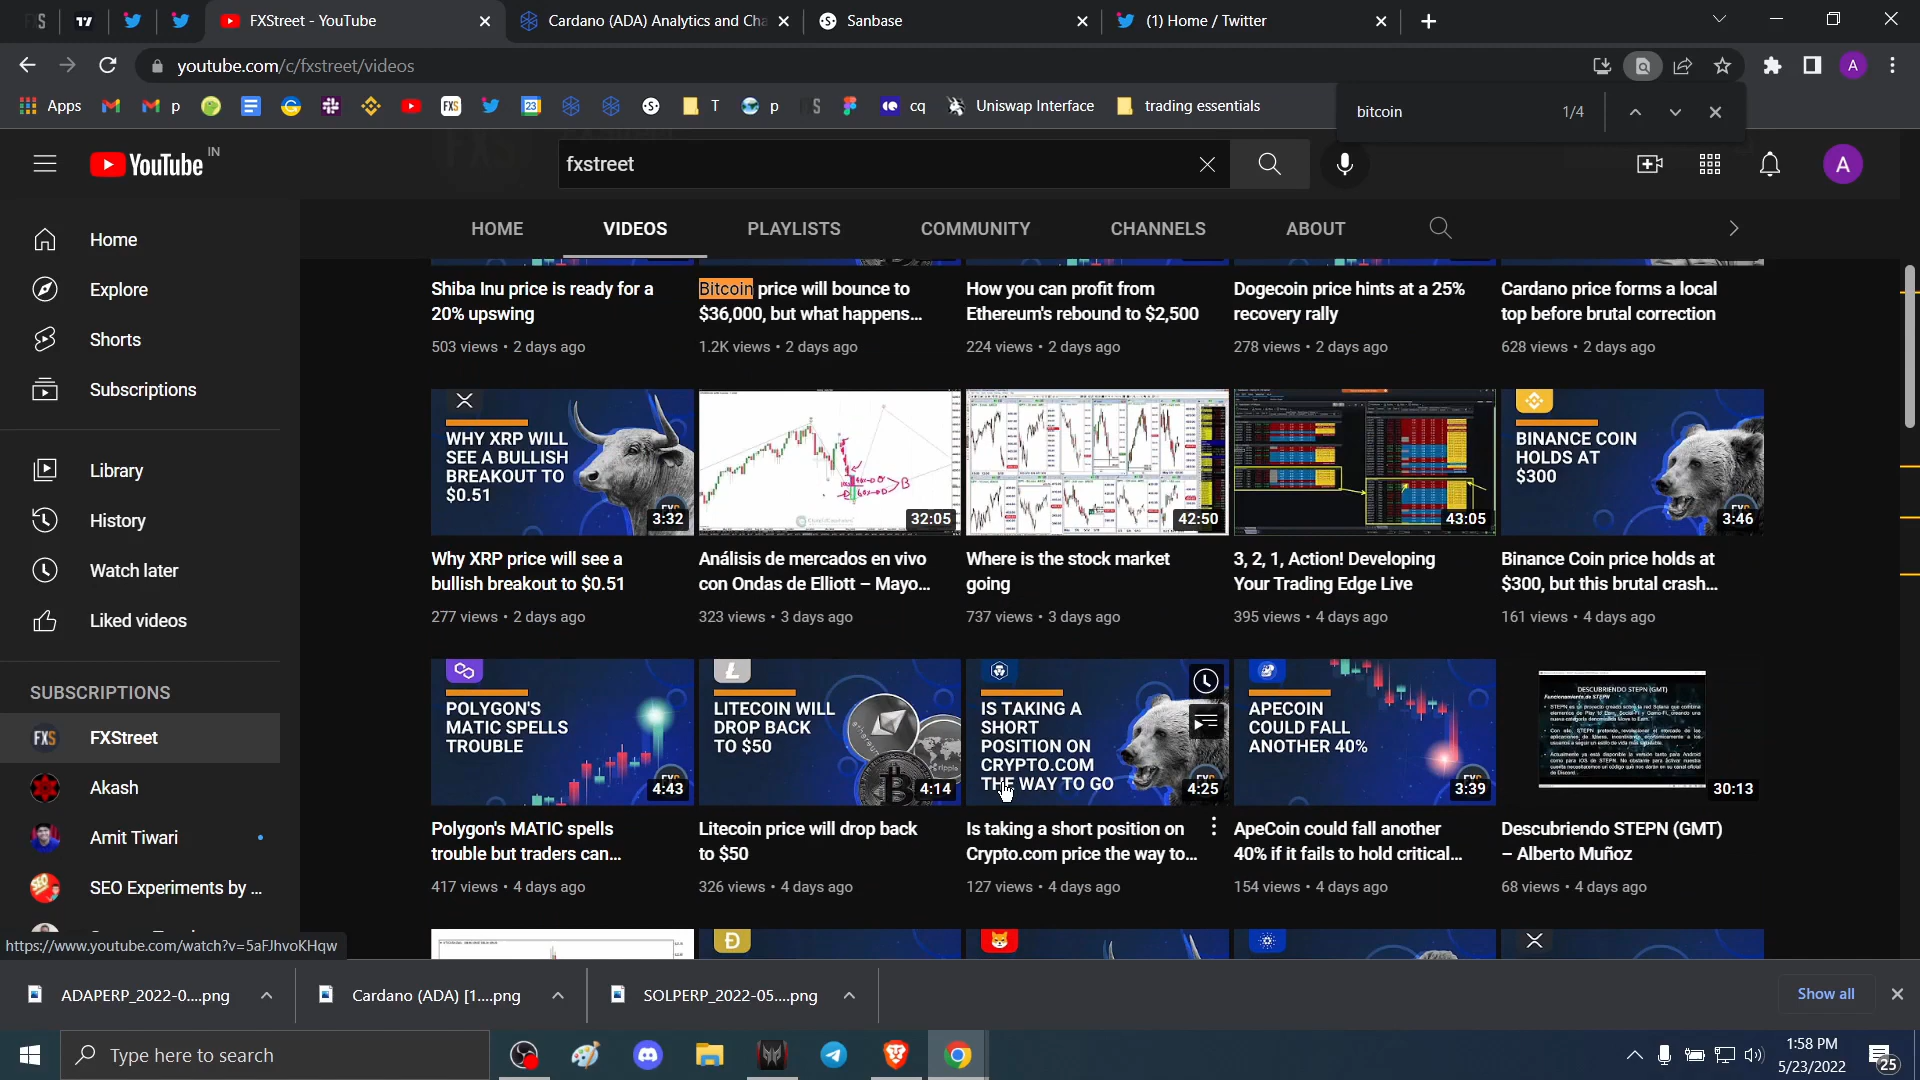 FXStreet - YouTube
Cardano (ADA) Analytics and Cha
Sanbase
(1) Home / Twitter
youtube.com/c/fxstreet/videos
A
Apps
p
FXS
T
p
S
cq
Uniswap Interface
trading essentials
bitcoin
1/4
YouTube IN
fxstreet
A
Home
Explore
Shorts
Subscriptions
Library
History
Watch later
Liked videos
SUBSCRIPTIONS
FXS FXStreet
Akash
Amit Tiwari
SEO Experiments by ...
HOME
VIDEOS
PLAYLISTS
COMMUNITY
CHANNELS
ABOUT
Shiba Inu price is ready for a
20% upswing
503 views • 2 days ago
Bitcoin price will bounce to
$36,000, but what happens...
1.2K views • 2 days ago
How you can profit from
Ethereum's rebound to $2,500
224 views • 2 days ago
Dogecoin price hints at a 25%
recovery rally
278 views • 2 days ago
Cardano price forms a local
top before brutal correction
628 views • 2 days ago
WHY XRP WILL
SEE A BULLISH
BREAKOUT TO
$0.51
3:32
32:05
42:50
43:05
BINANCE COIN
HOLDS AT
$300
3:46
Why XRP price will see a
bullish breakout to $0.51
277 views • 2 days ago
Análisis de mercados en vivo
con Ondas de Elliott – Mayo...
323 views • 3 days ago
Where is the stock market
going
737 views • 3 days ago
3, 2, 1, Action! Developing
Your Trading Edge Live
395 views • 4 days ago
Binance Coin price holds at
$300, but this brutal crash...
161 views • 4 days ago
POLYGON'S
MATIC SPELLS
TROUBLE
4:43
LITECOIN WILL
DROP BACK
TO $50
4:14
IS TAKING A
SHORT
POSITION ON
CRYPTO.COM
THE WAY TO GO
4:25
APECOIN
COULD FALL
ANOTHER 40%
3:39
DESCUBRIENDO STEPN (GMT)
30:13
Polygon's MATIC spells
trouble but traders can...
417 views • 4 days ago
Litecoin price will drop back
to $50
326 views • 4 days ago
Is taking a short position on
Crypto.com price the way to...
127 views • 4 days ago
ApeCoin could fall another
40% if it fails to hold critical...
154 views • 4 days ago
Descubriendo STEPN (GMT)
– Alberto Muñoz
68 views • 4 days ago
https://www.youtube.com/watch?v=5aFJhvoKHqw
ADAPERP_2022-0....png
Cardano (ADA) [1....png
SOLPERP_2022-05....png
Show all
Type here to search
1:58 PM
5/23/2022
25